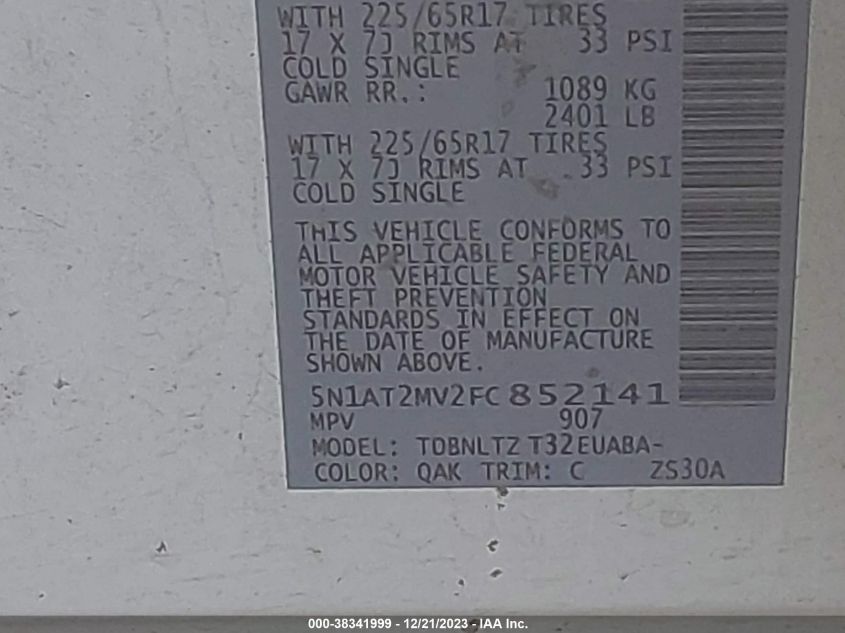 WITH 225/65R17 TIRES
17 X 7J RIMS AT 33 PSI
COLD SINGLE
GAWR RR.: 1089 KG
2401 LB
WITH 225/65R17 TIRES
17 X 7J RIMS AT 33 PSI
COLD SINGLE
THIS VEHICLE CONFORMS TO
ALL APPLICABLE FEDERAL
MOTOR VEHICLE SAFETY AND
THEFT PREVENTION
STANDARDS IN EFFECT ON
THE DATE OF MANUFACTURE
SHOWN ABOVE.
5N1AT2MV2FC852141
MPV 907
MODEL: TDBNLTZ T32EUABA-
COLOR: QAK TRIM: C ZS30A
000-38341999 - 12/21/2023 - IAA Inc.